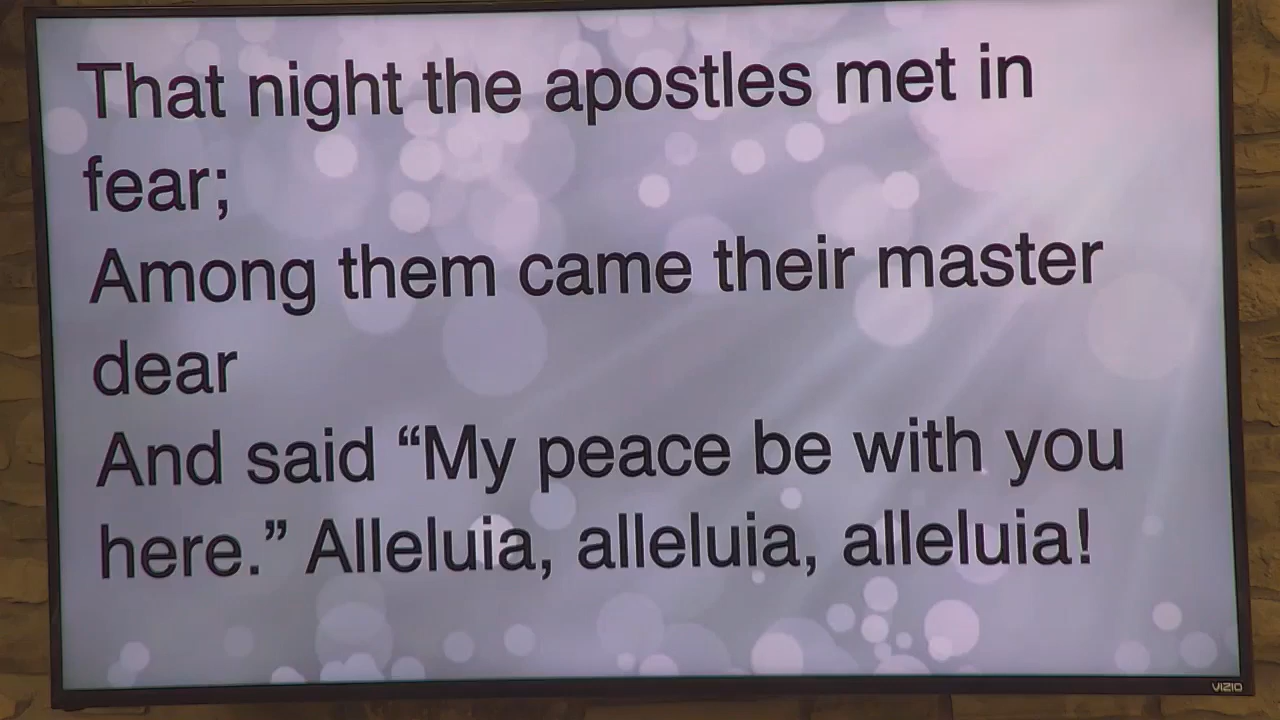 That night the apostles met in
fear;
Among them came their master
dear
And said “My peace be with you
here.” Alleluia, alleluia, alleluia!
VIZIO